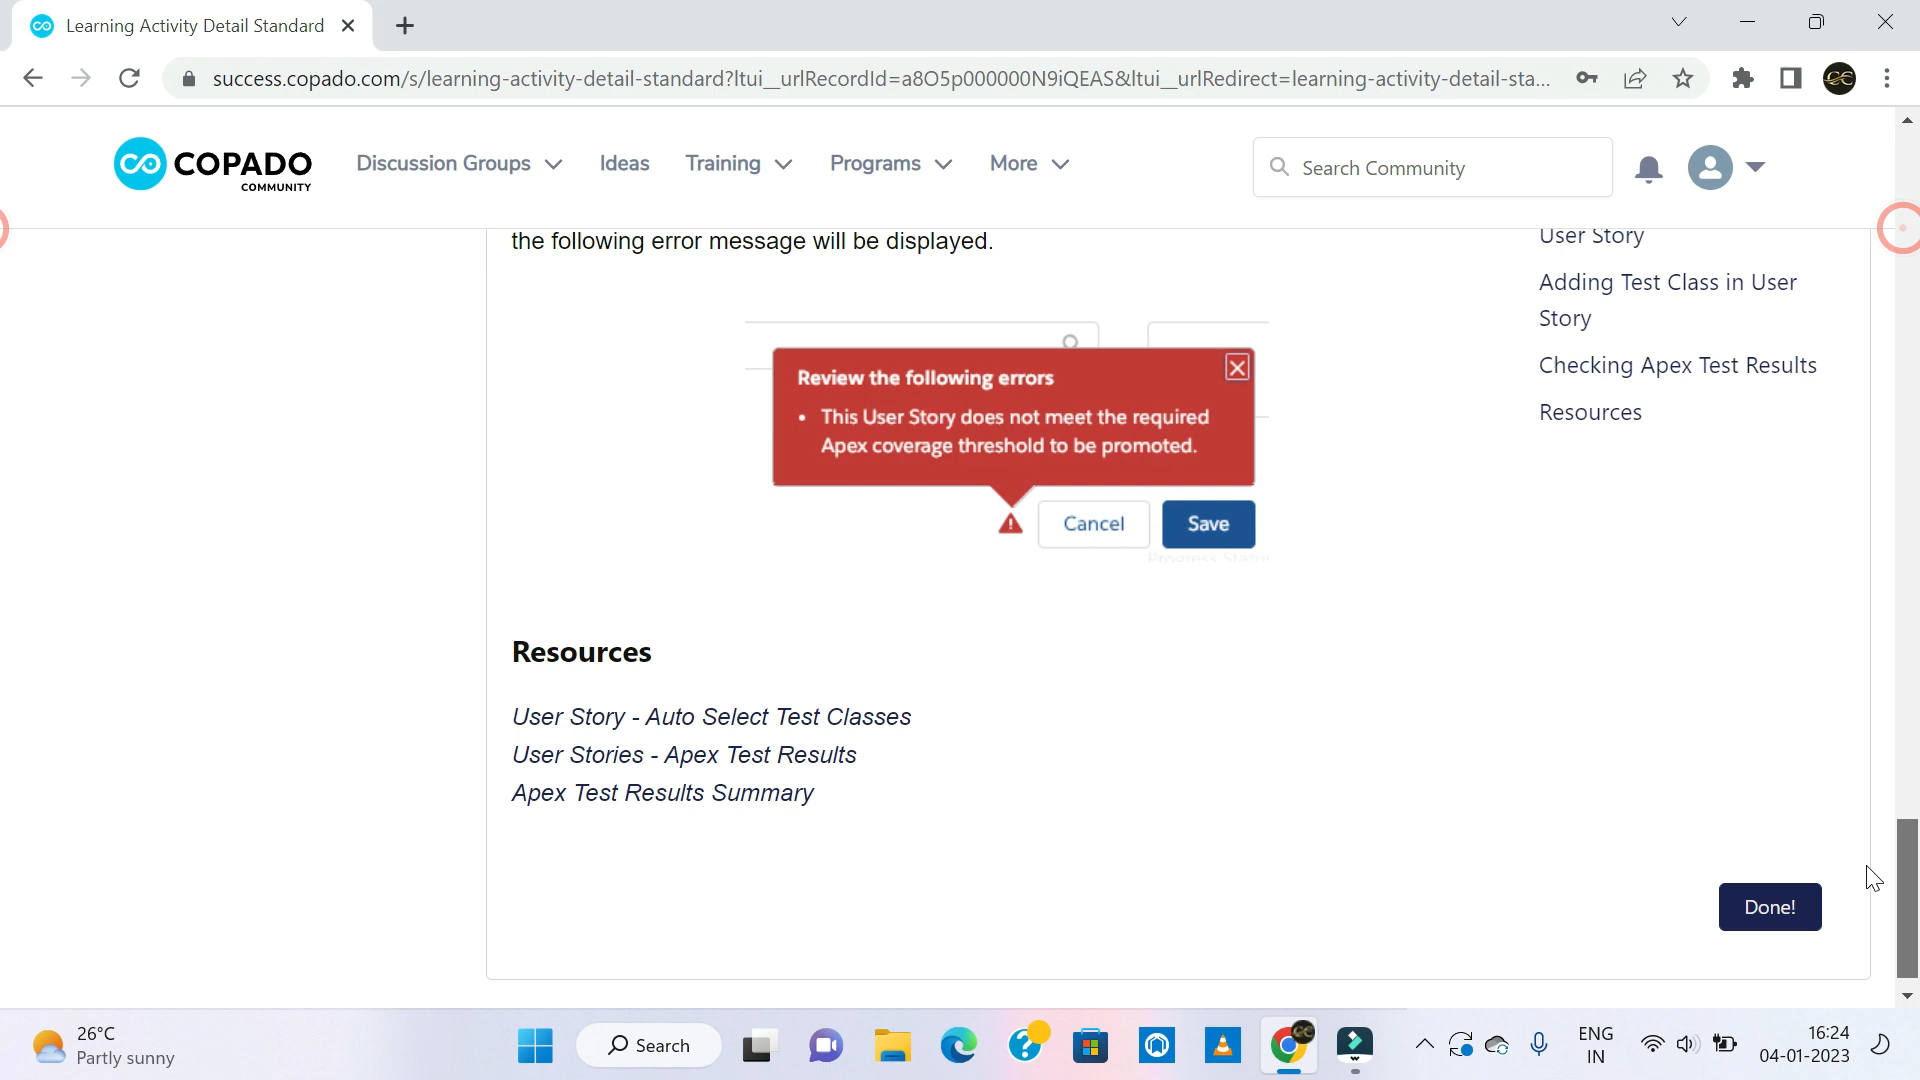 Learning Activity Detail Standard
success.copado.com/s/learning-activity-detail-standard?ltui__urlRecordId=a8O5p000000N9iQEAS&ltui__urlRedirect=learning-activity-detail-sta...
COPADO
COMMUNITY
Discussion Groups
Ideas
Training
Programs
More
Search Community
the following error message will be displayed.
User Story
Adding Test Class in User
Story
Checking Apex Test Results
Resources
Review the following errors
• This User Story does not meet the required
Apex coverage threshold to be promoted.
Cancel
Save
Progress Status
Resources
User Story - Auto Select Test Classes
User Stories - Apex Test Results
Apex Test Results Summary
Done!
26°C
Partly sunny
Search
ENG
IN
16:24
04-01-2023